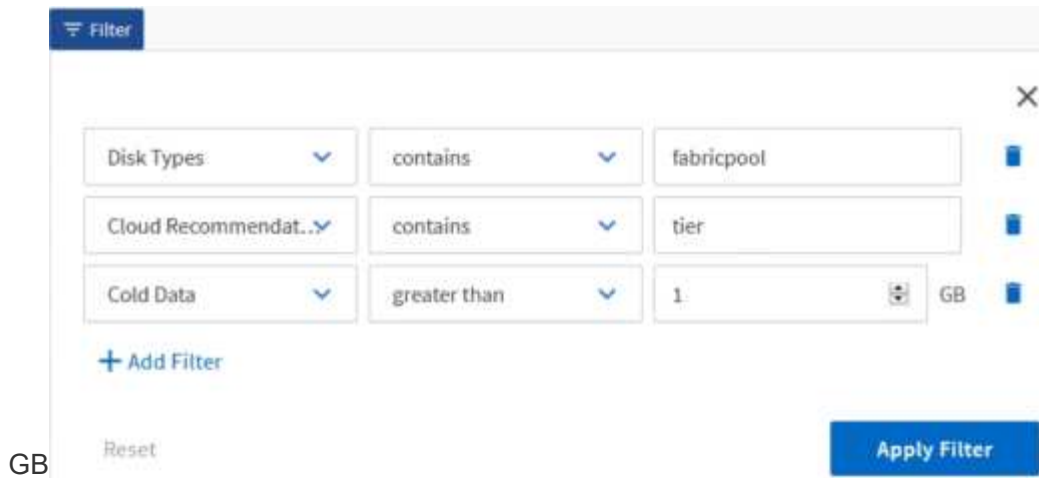 Filter
Disk Types contains fabricpool
Cloud Recommendat... contains tier
Cold Data greater than 1 GB
+ Add Filter
Reset Apply Filter
GB